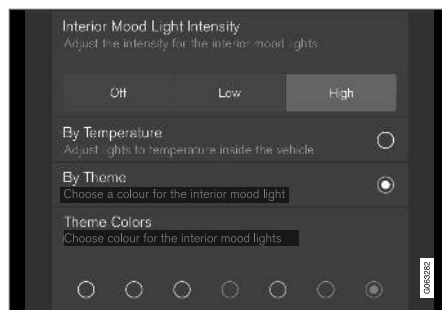 Interior Mood Light Intensity
Adjust the intensity for the interior mood lights
Off Low High
By Temperature
Adjust lights to temperature inside the vehicle
By Theme
Choose a colour for the interior mood light
Theme Colors
Choose colour for the interior mood lights
G063282